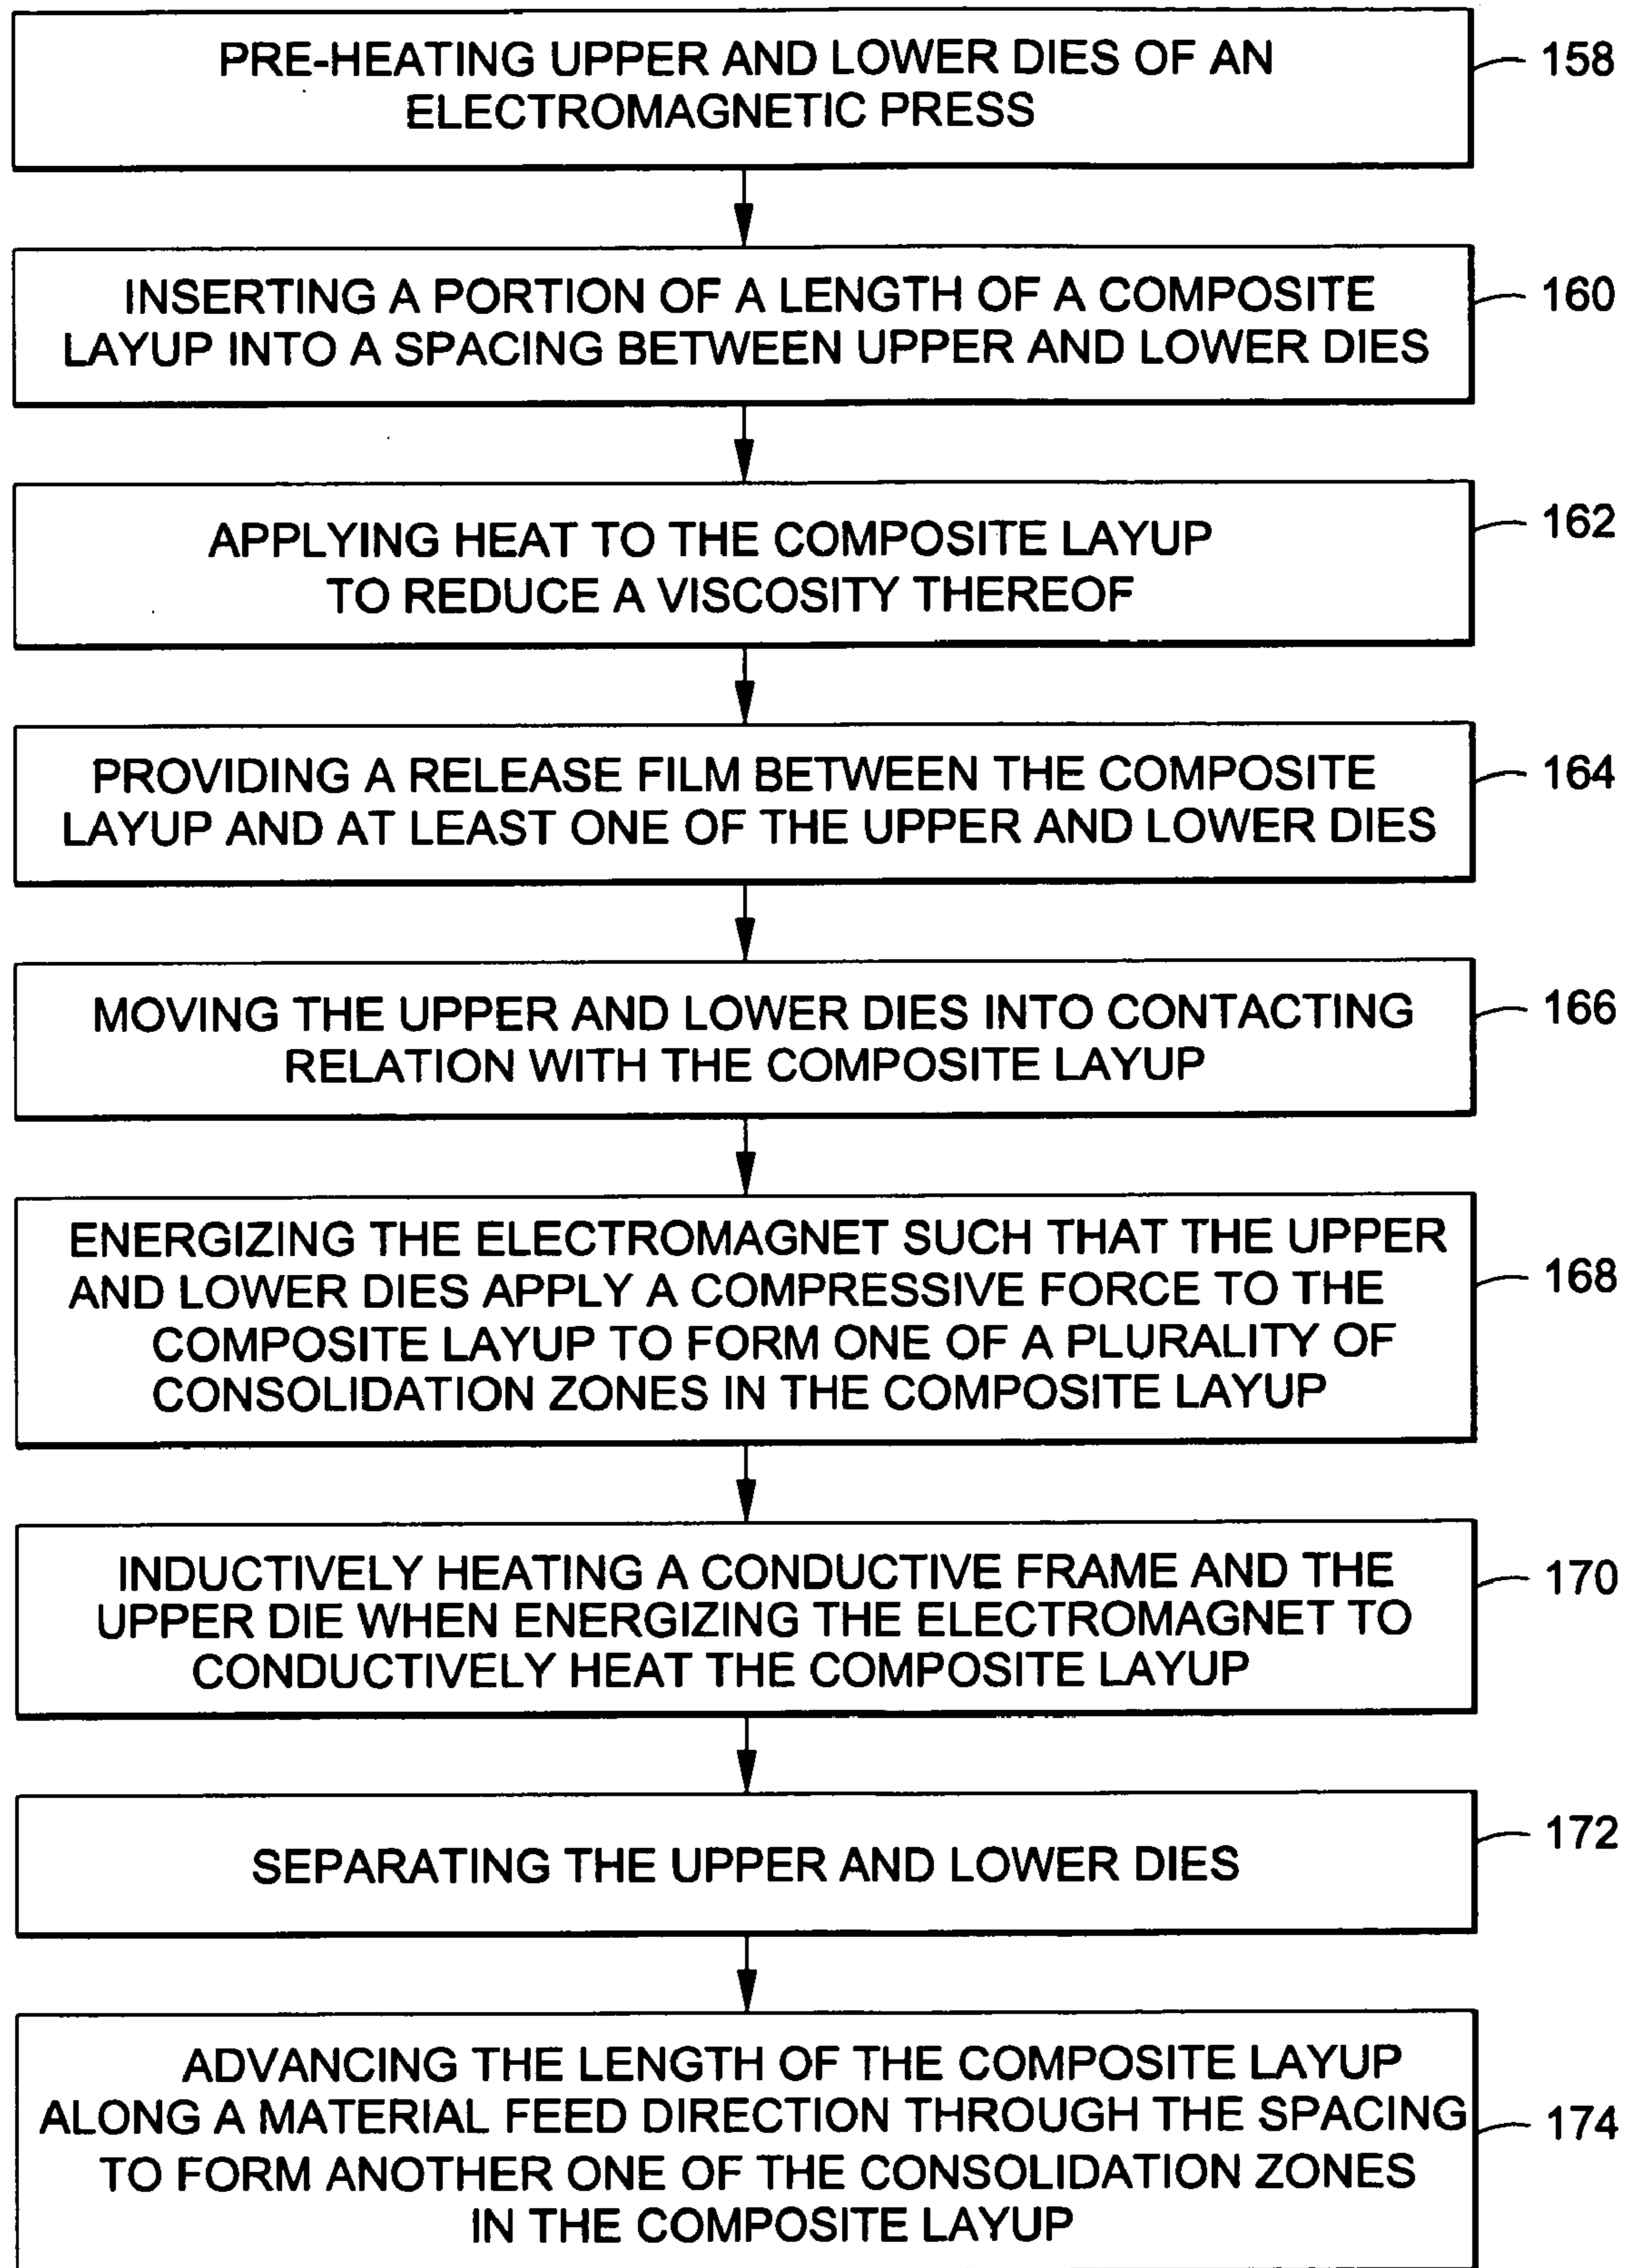 PRE-HEATING UPPER AND LOWER DIES OF AN
ELECTROMAGNETIC PRESS
158
INSERTING A PORTION OF A LENGTH OF A COMPOSITE
LAYUP INTO A SPACING BETWEEN UPPER AND LOWER DIES
160
APPLYING HEAT TO THE COMPOSITE LAYUP
TO REDUCE A VISCOSITY THEREOF
162
PROVIDING A RELEASE FILM BETWEEN THE COMPOSITE
LAYUP AND AT LEAST ONE OF THE UPPER AND LOWER DIES
164
MOVING THE UPPER AND LOWER DIES INTO CONTACTING
RELATION WITH THE COMPOSITE LAYUP
166
ENERGIZING THE ELECTROMAGNET SUCH THAT THE UPPER
AND LOWER DIES APPLY A COMPRESSIVE FORCE TO THE
COMPOSITE LAYUP TO FORM ONE OF A PLURALITY OF
CONSOLIDATION ZONES IN THE COMPOSITE LAYUP
168
INDUCTIVELY HEATING A CONDUCTIVE FRAME AND THE
UPPER DIE WHEN ENERGIZING THE ELECTROMAGNET TO
CONDUCTIVELY HEAT THE COMPOSITE LAYUP
170
SEPARATING THE UPPER AND LOWER DIES
172
ADVANCING THE LENGTH OF THE COMPOSITE LAYUP
ALONG A MATERIAL FEED DIRECTION THROUGH THE SPACING
TO FORM ANOTHER ONE OF THE CONSOLIDATION ZONES
IN THE COMPOSITE LAYUP
174